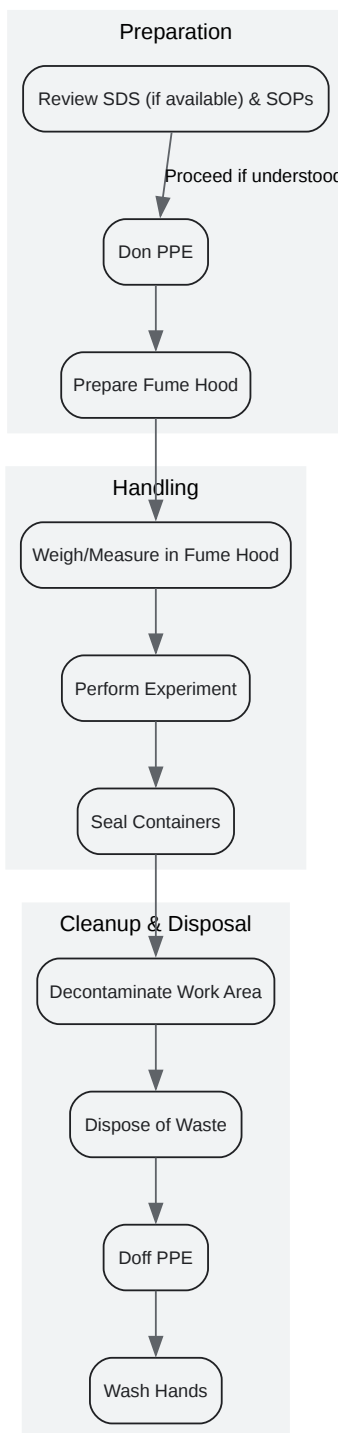 Preparation
Review SDS (if available) & SOPs
Proceed if understood
Don PPE
Prepare Fume Hood
Handling
Weigh/Measure in Fume Hood
Perform Experiment
Seal Containers
Cleanup & Disposal
Decontaminate Work Area
Dispose of Waste
Doff PPE
Wash Hands